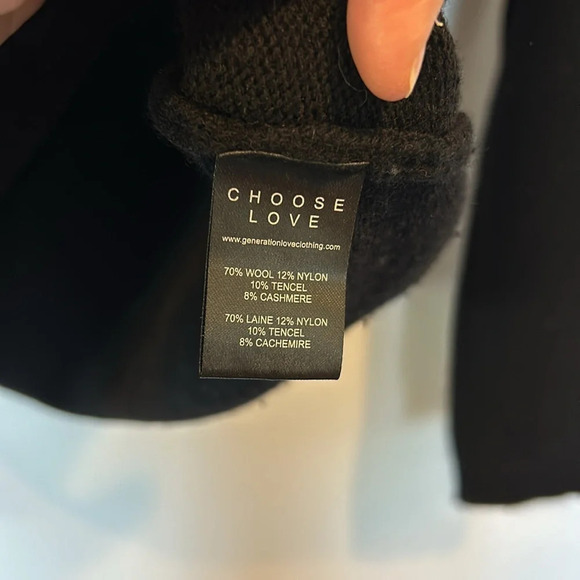 CHOOSE
LOVE
www.generationloveclothing.com
70% WOOL 12% NYLON
10% TENCEL
8% CASHMERE
70% LAINE 12% NYLON
10% TENCEL
8% CACHEMIRE